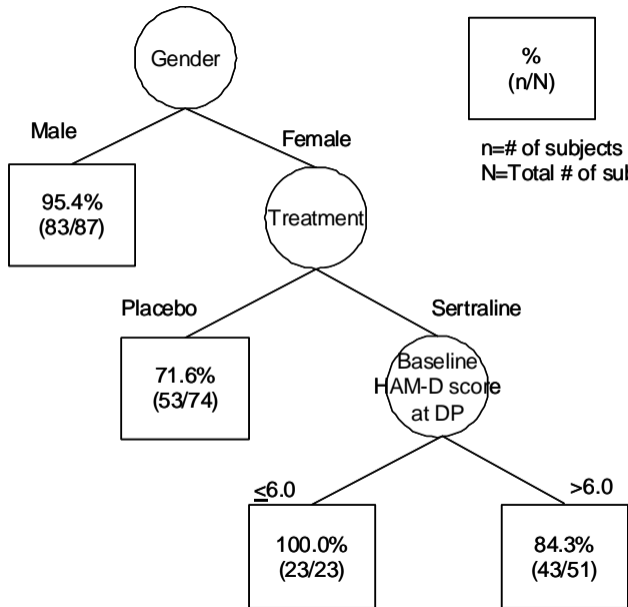 Gender
%
(n/N)
Male
Female
n=# of subjects
N=Total # of
95.4%
(83/87)
Treatment
Placebo
Sertraline
71.6%
(53/74)
Baseline
HAM-D score
at DP
≤6.0
>6.0
100.0%
(23/23)
84.3%
(43/51)